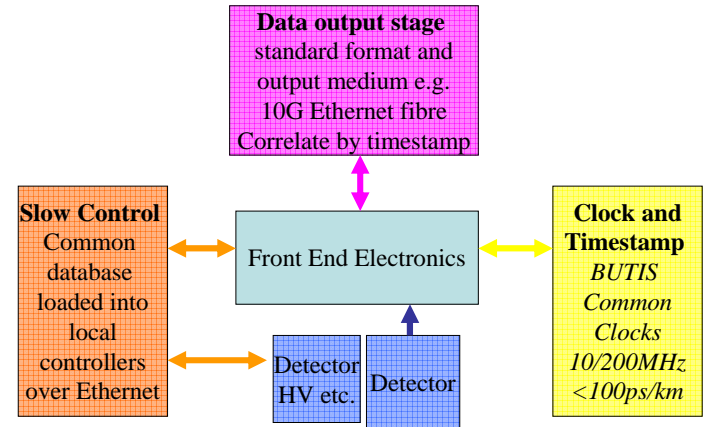 Data output stage
standard format and
output medium e.g.
10G Ethernet fibre
Correlate by timestamp
Slow Control
Common
database
loaded into
local
controllers
over Ethernet
Front End Electronics
Clock and
Timestamp
BUTIS
Common
Clocks
10/200MHz
<100ps/km
Detector
HV etc.
Detector